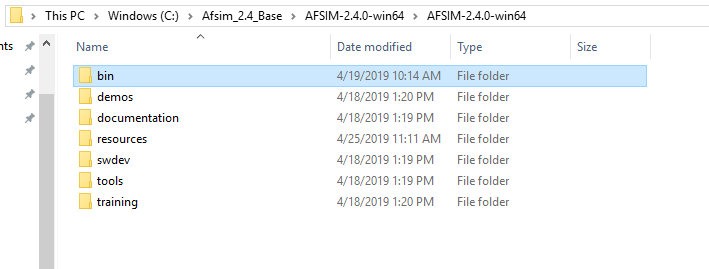 This PC > Windows (C:) > Afsim_2.4_Base > AFSIM-2.4.0-win64 > AFSIM-2.4.0-win64
nts
Name Date modified Type Size
bin 4/19/2019 10:14 AM File folder
demos 4/18/2019 1:20 PM File folder
documentation 4/18/2019 1:19 PM File folder
resources 4/25/2019 11:11 AM File folder
swdev 4/18/2019 1:19 PM File folder
tools 4/18/2019 1:19 PM File folder
training 4/18/2019 1:20 PM File folder